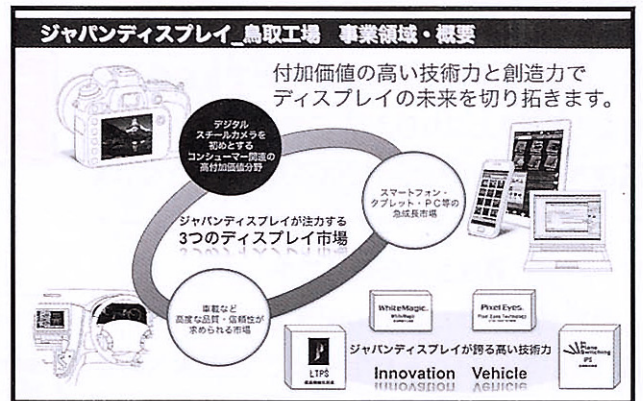 ジャパンディスプレイ_鳥取工場 事業領域・概要
付加価値の高い技術力と創造力で
ディスプレイの未来を切り拓きます。
デジタル
スチールカメラを
初めとする
コンシューマー関連の
高付加価値分野
スマートフォン・
タブレット・PC等の
急成長市場
ジャパンディスプレイが注力する
3つのディスプレイ市場
車載など
高度な品質・信頼性が
求められる市場
WhiteMagic.
WhiteMagic
Pixel Eyes.
Pixel Eyes Technology
ジャパンディスプレイが誇る高い技術力
LTPS
Innovation Vehicle
Plane
Switching
IPS